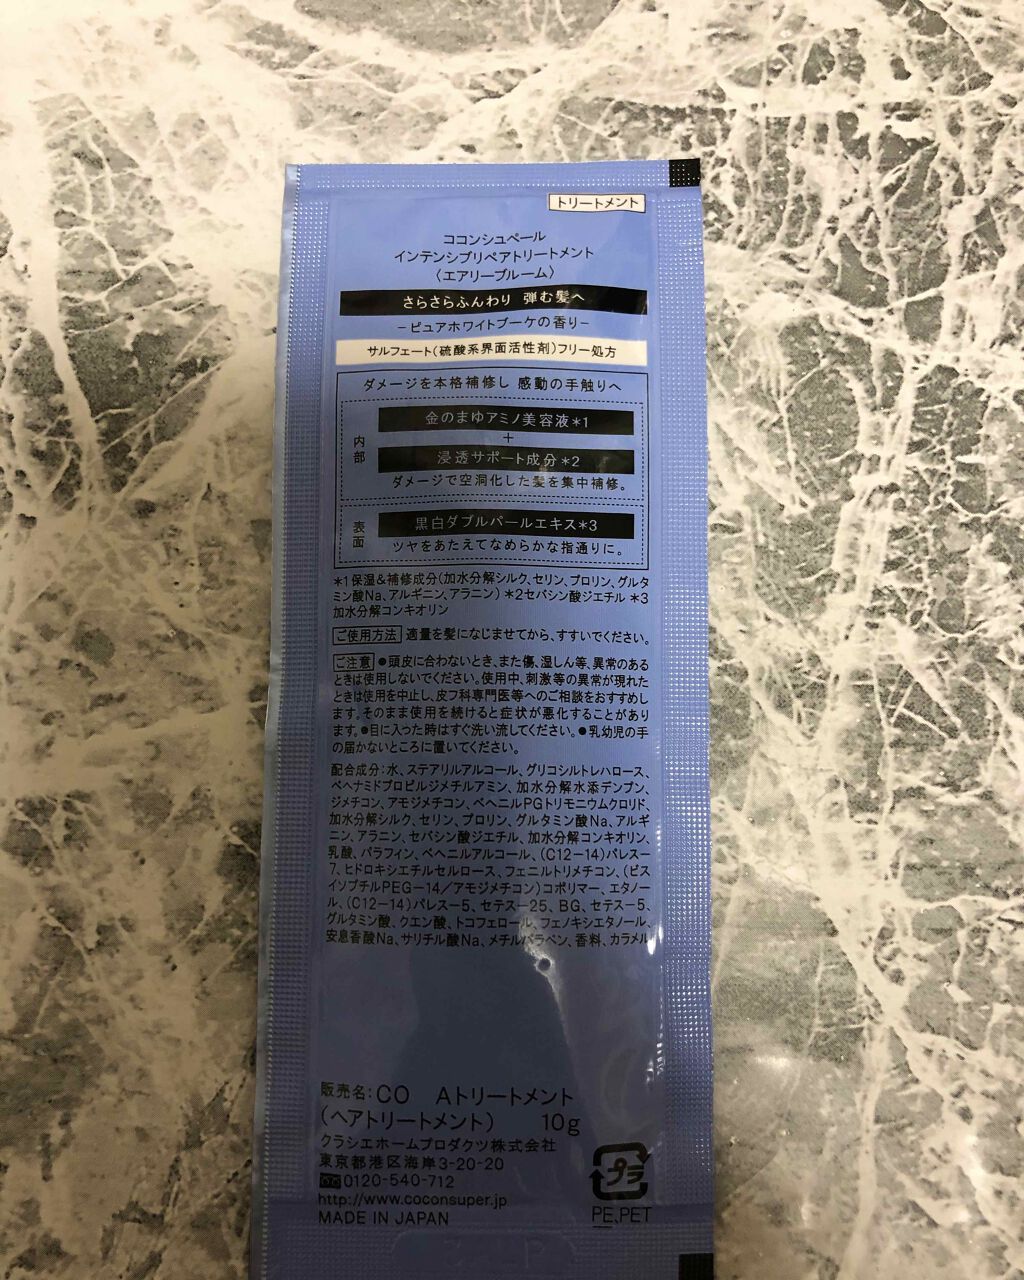 トリートメント
ココンシュペール
インテンシブリペアトリートメント
〈エアリーブルーム〉
さらさらふんわり 弾む髪へ
－ピュアホワイトブーケの香り－
サルフェート(硫酸系界面活性剤)フリー処方
ダメージを本格補修し 感動の手触りへ
内部
金のまゆアミノ美容液*1
+
浸透サポート成分*2
ダメージで空洞化した髪を集中補修。
表面
黒白ダブルパールエキス*3
ツヤをあたえてなめらかな指通りに。
*1保湿&補修成分(加水分解シルク、セリン、プロリン、グルタ
ミン酸Na、アルギニン、アラニン) *2セバシン酸ジエチル *3
加水分解コンキオリン
ご使用方法 適量を髪になじませてから、すすいでください。
ご注意 ●頭皮に合わないとき、また傷、湿しん等、異常のある
ときは使用しないでください。使用中、刺激等の異常が現れた
ときは使用を中止し、皮フ科専門医等へのご相談をおすすめし
ます。そのまま使用を続けると症状が悪化することがあり
ます。●目に入った時はすぐ洗い流してください。●乳幼児の手
の届かないところに置いてください。
配合成分:水、ステアリルアルコール、グリコシルトレハロース、
ベヘナミドプロピルジメチルアミン、加水分解水添デンプン、
ジメチコン、アモジメチコン、ベヘニルPGトリモニウムクロリド、
加水分解シルク、セリン、プロリン、グルタミン酸Na、アルギ
ニン、アラニン、セバシン酸ジエチル、加水分解コンキオリン、
乳酸、パラフィン、ベヘニルアルコール、(C12－14)パレス－
7、ヒドロキシエチルセルロース、フェニルトリメチコン、(ビス
イソブチルPEG－14／アモジメチコン)コポリマー、エタノー
ル、(C12－14)パレス－5、セテス－25、BG、セテス－5、
グルタミン酸、クエン酸、トコフェロール、フェノキシエタノール、
安息香酸Na、サリチル酸Na、メチルパラベン、香料、カラメル
販売名:CO Aトリートメント
(ヘアトリートメント) 10g
クラシエホームプロダクツ株式会社
東京都港区海岸3-20-20
0120-540-712
http://www.coconsuper.jp
MADE IN JAPAN
プラ
PE、PET